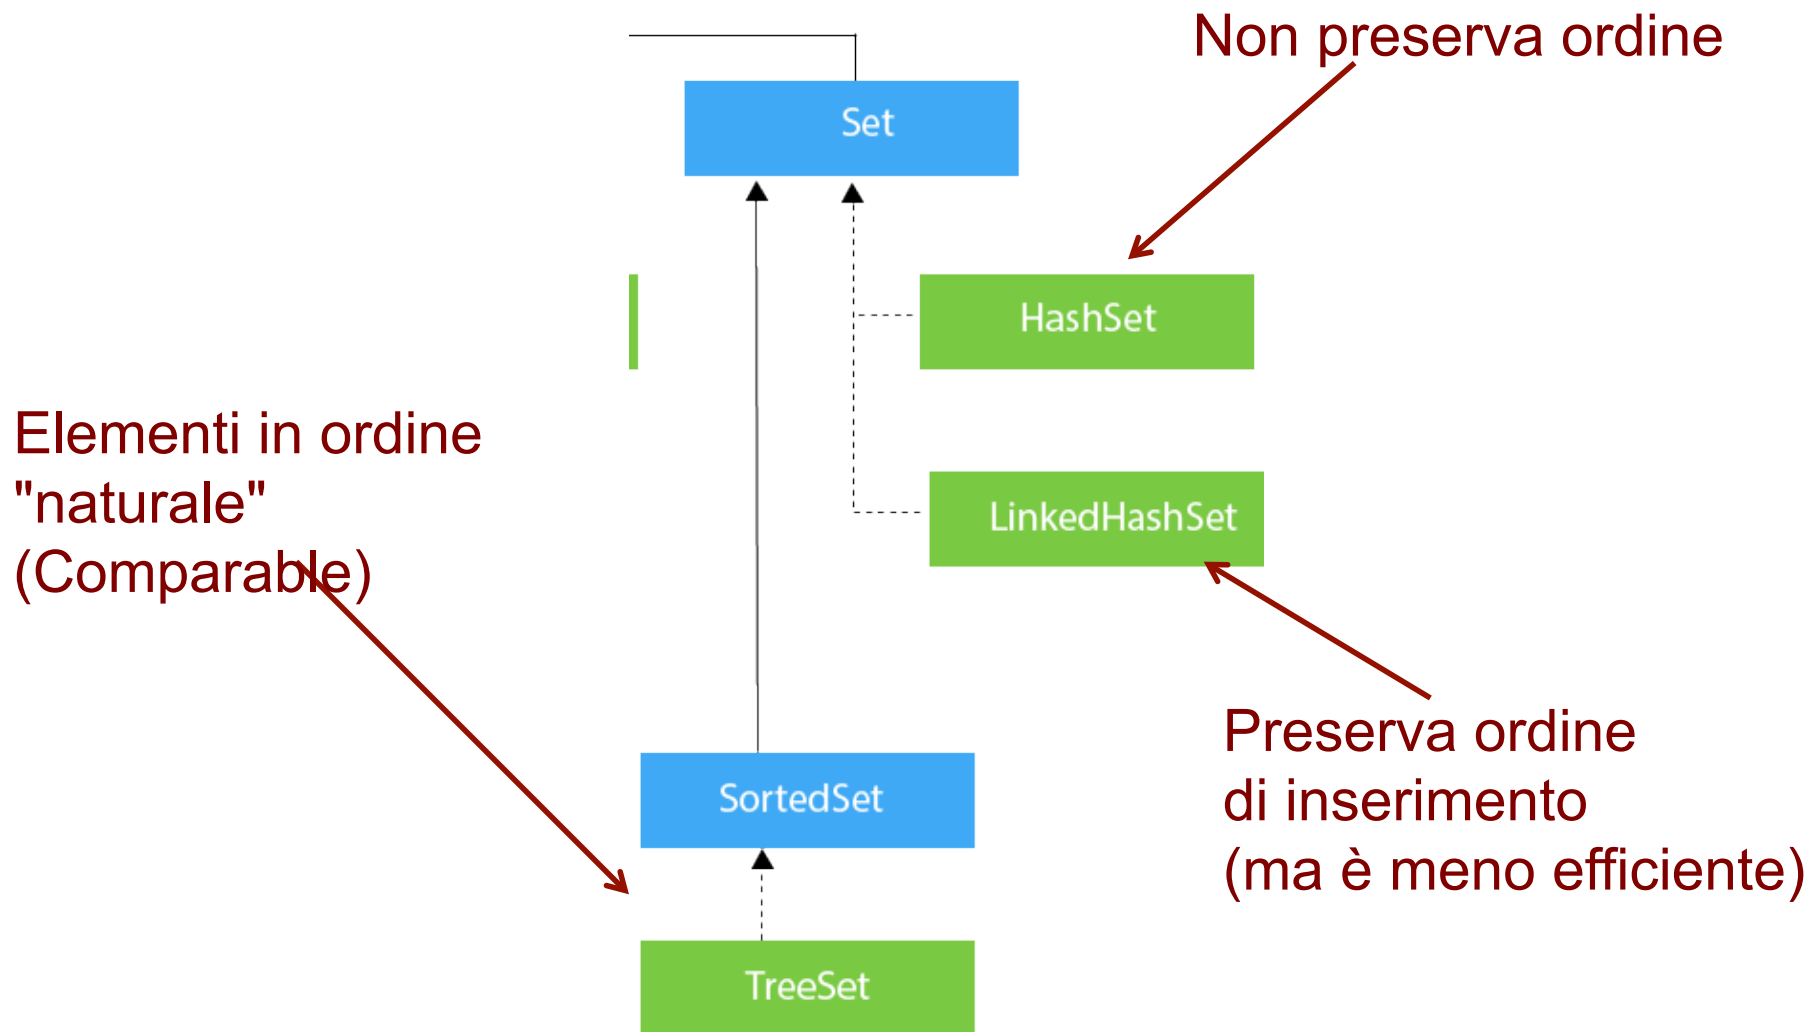 Non preserva ordine
Set
HashSet
Elementi in ordine
"naturale"
(Comparable)
LinkedHashSet
Preserva ordine
di inserimento
(ma è meno efficiente)
SortedSet
TreeSet